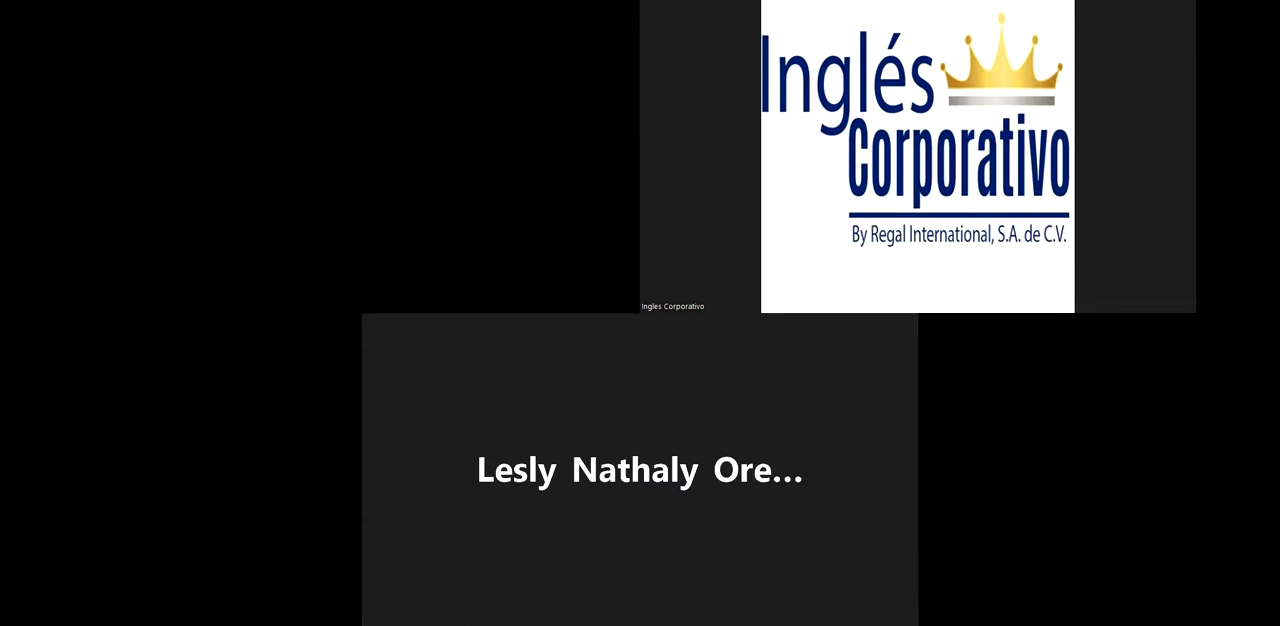 Inglés
Corporativo
By Regal International, S.A. de C.V.
Ingles Corporativo
Lesly Nathaly Ore...